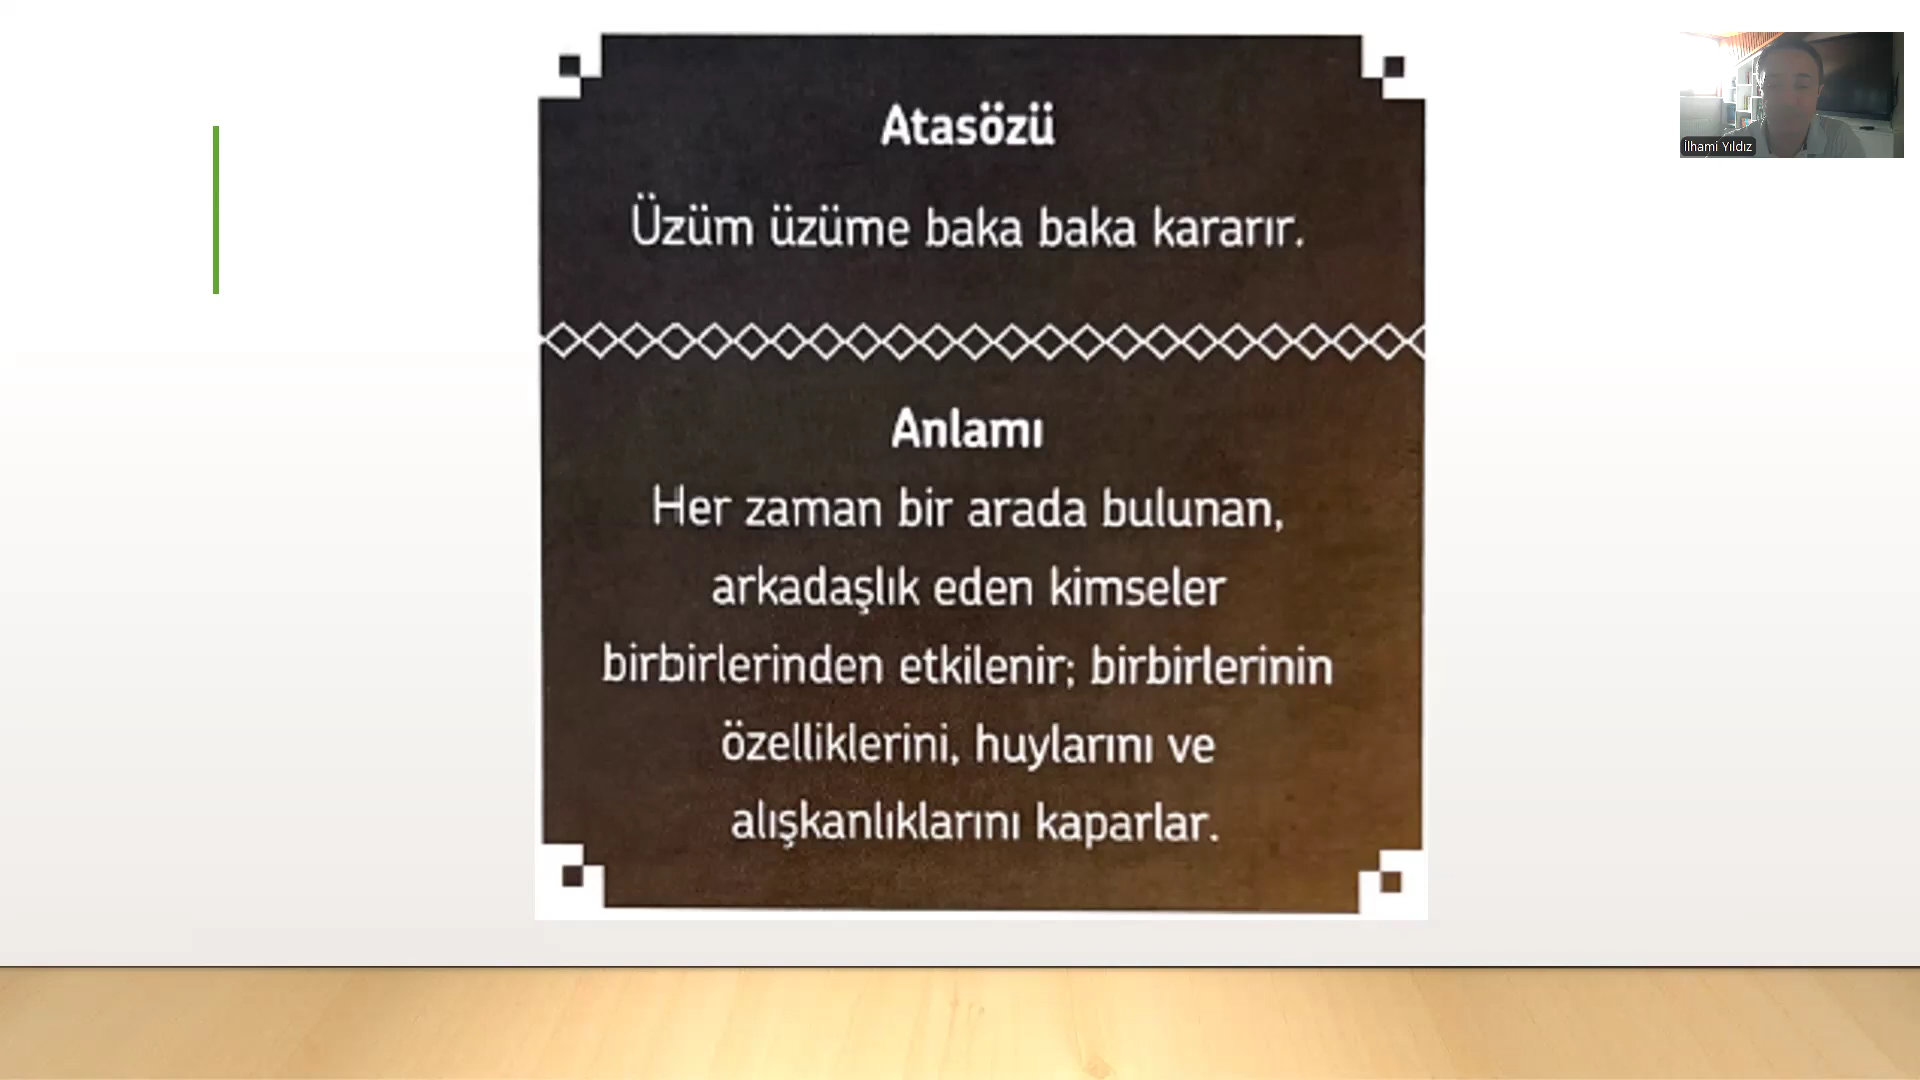 Atasözü
Üzüm üzüme baka baka kararır.
Anlamı
Her zaman bir arada bulunan,
arkadaşlık eden kimseler
birbirlerinden etkilenir; birbirlerinin
özelliklerini, huylarını ve
alışkanlıklarını kaparlar.
İlhami Yıldız